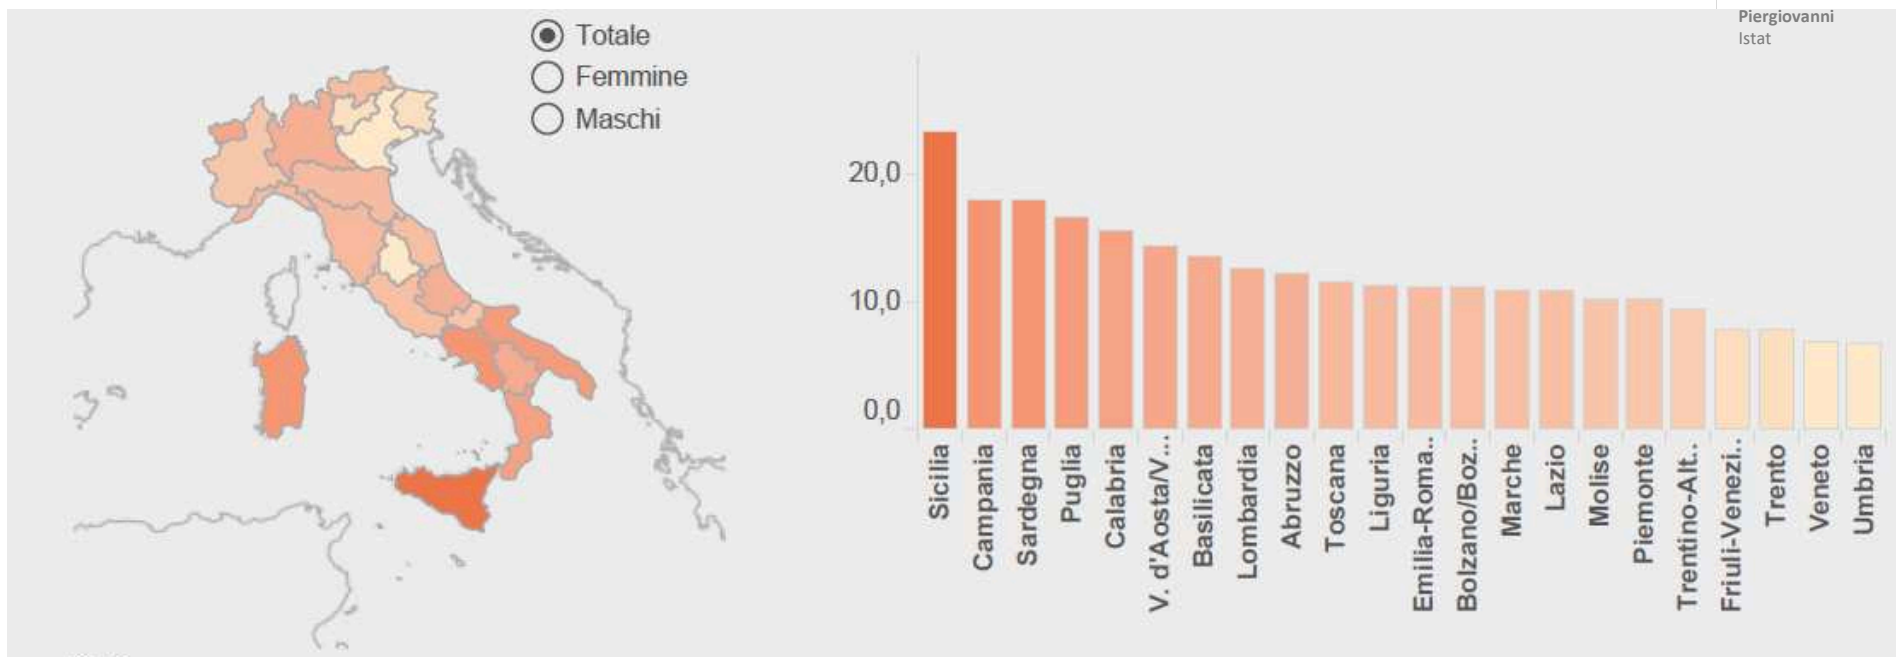 Piergiovanni
Istat
Totale
Femmine
Maschi
20,0
10,0
0,0
Sicilia
Campania
Sardegna
Puglia
Calabria
V. d'Aosta/V...
Basilicata
Lombardia
Abruzzo
Toscana
Liguria
Emilia-Roma..
Bolzano/Boz..
Marche
Lazio
Molise
Piemonte
Trentino-Alt..
Friuli-Venezi..
Trento
Veneto
Umbria